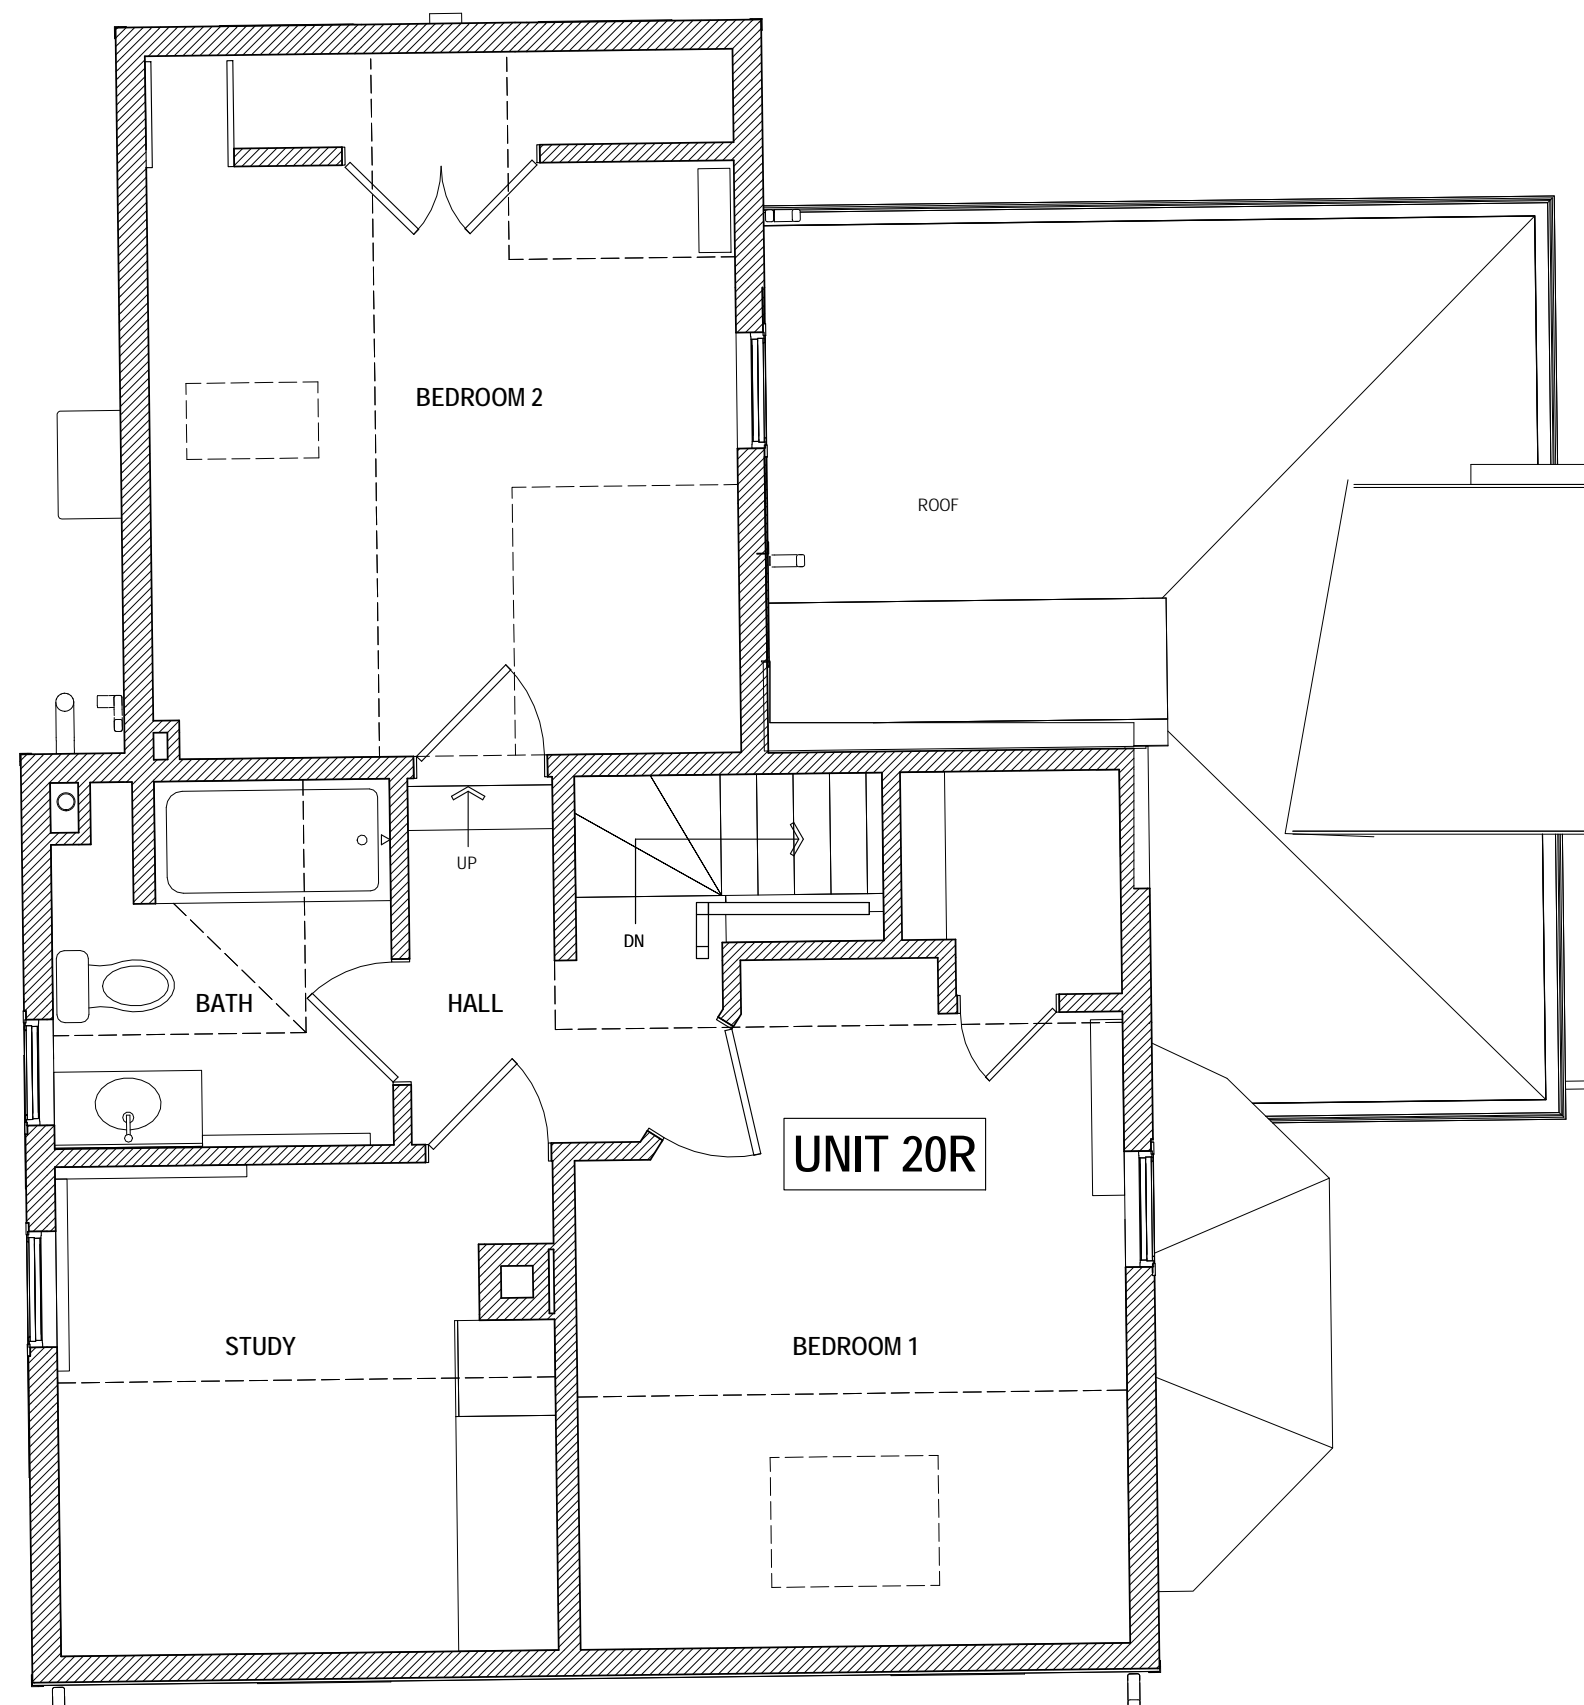 BEDROOM 2
ROOF
UP
DN
BATH
HALL
UNIT 20R
STUDY
BEDROOM 1